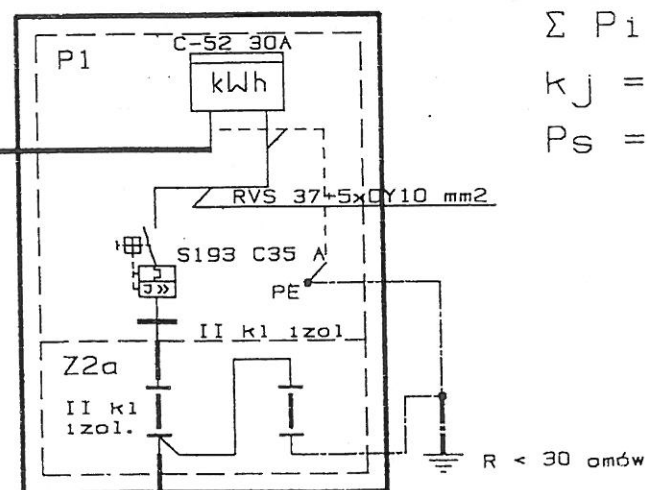 Σ Pi
kj =
Ps =
P1
C-52 30A
kWh
RVS 37+5xDY10 mm2
S193 C35 A
J »
PE
II kl izol
Z2a
II kl
izol.
R < 30 omów